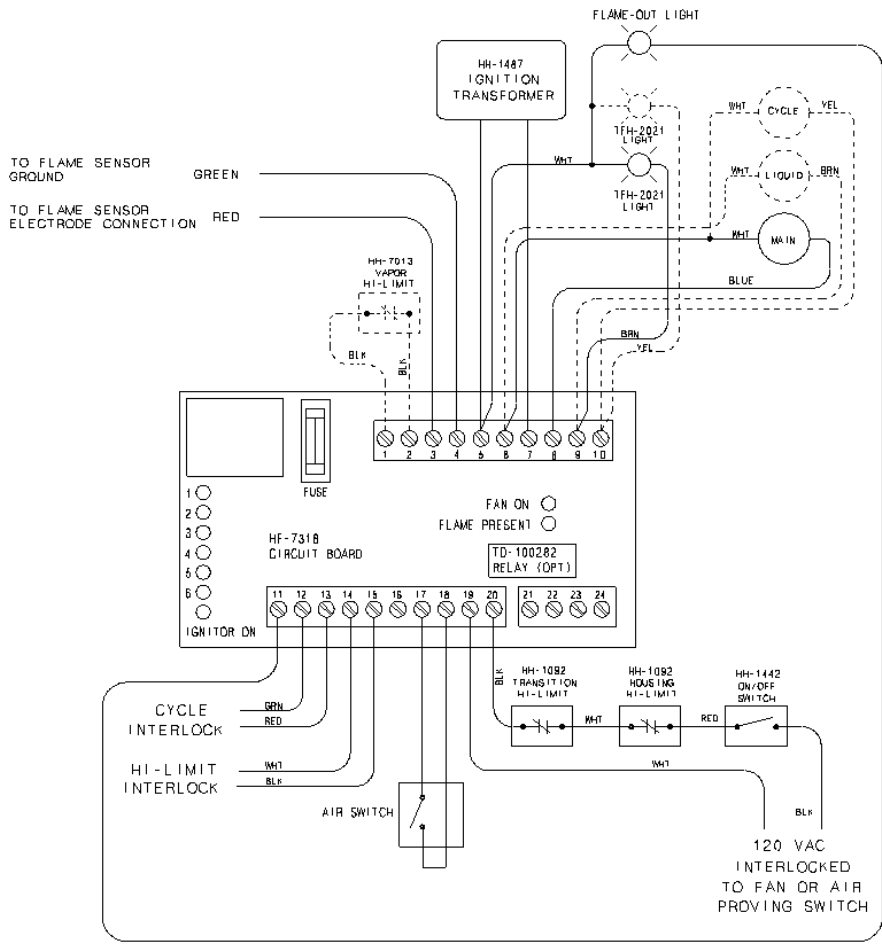 FLAME-OUT LIGHT
HH-1487
IGNITION
TRANSFORMER
WHT
CYCLE
YEL
TFH-2021
LIGHT
WHT
WHT
LIQUID
BRN
TFH-2021
LIGHT
TO FLAME SENSOR
GROUND
GREEN
TO FLAME SENSOR
ELECTRODE CONNECTION
RED
WHT
MAIN
HH-7013
VAPOR
HI-LIMIT
BLUE
BLK
BLK
BRN
YEL
1 2 3 4 5 6 7 8 9 10
FUSE
1
2
3
4
5
6
IGNITOR ON
FAN ON
FLAME PRESENT
HF-7318
CIRCUIT BOARD
TD-100282
RELAY (OPT)
11 12 13 14 15 16 17 18 19 20
21 22 23 24
BLK
HH-1092
TRANSITION
HI-LIMIT
HH-1092
HOUSING
HI-LIMIT
HH-1442
ON/OFF
SWITCH
WHT
RED
CYCLE
INTERLOCK
GRN
RED
HI-LIMIT
INTERLOCK
WHT
BLK
WHT
AIR SWITCH
BLK
120 VAC
INTERLOCKED
TO FAN OR AIR
PROVING SWITCH